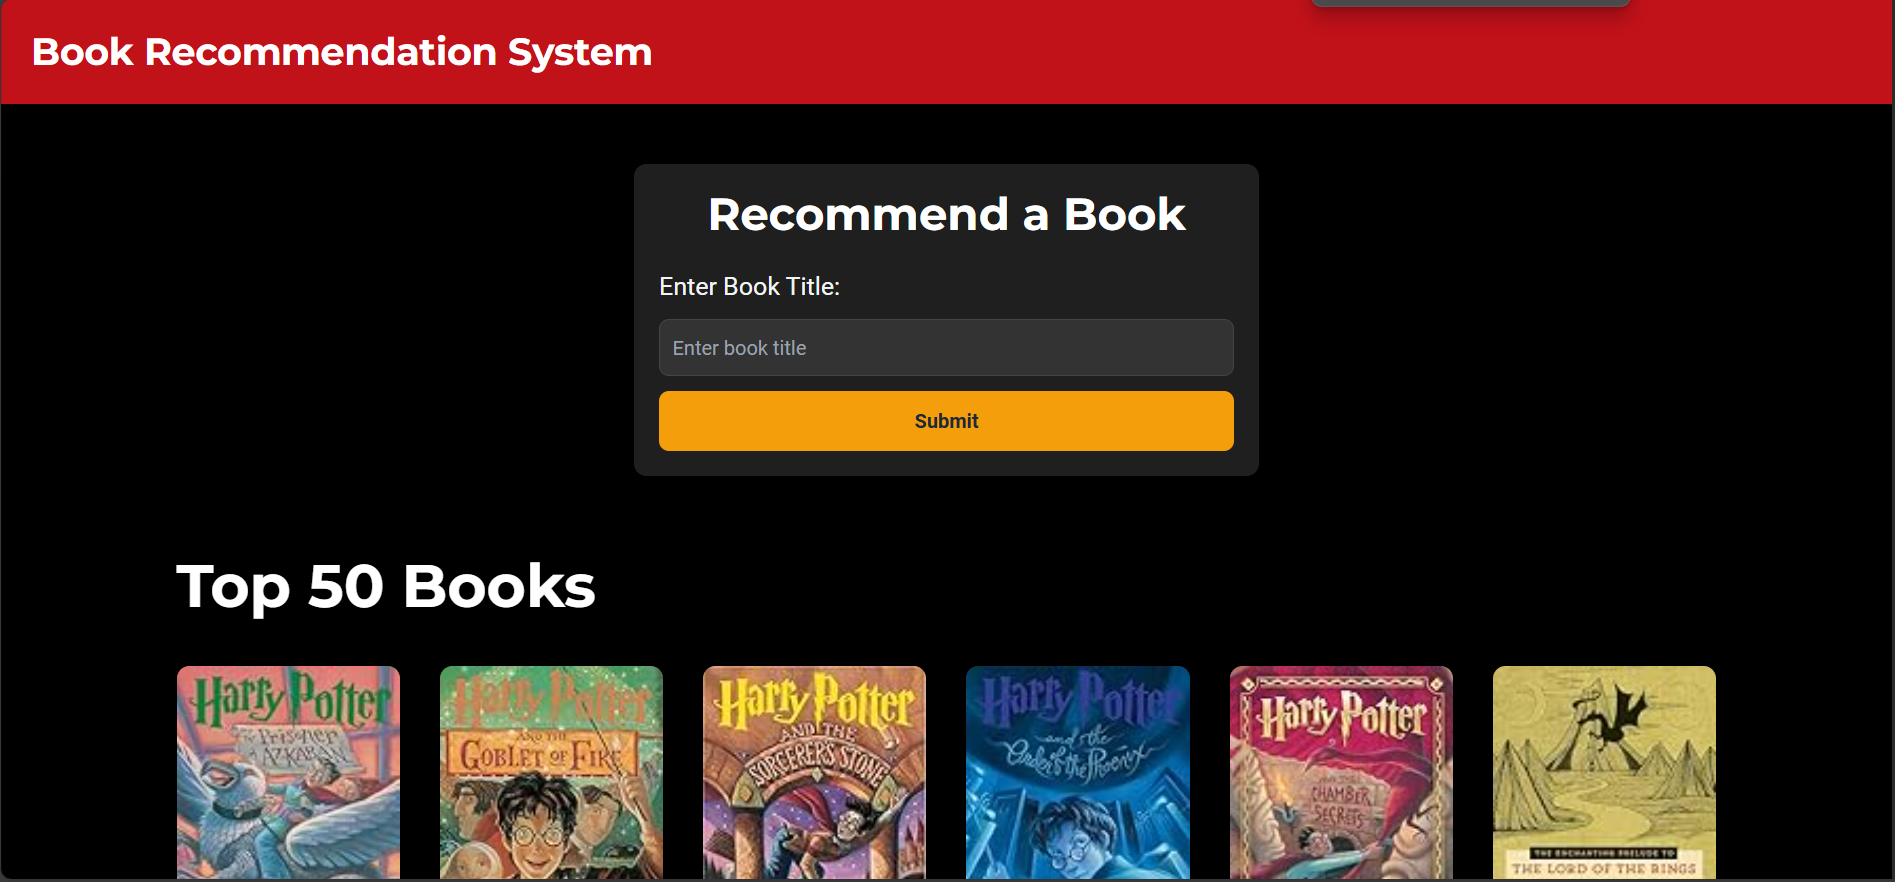 Book Recommendation System
Recommend a Book
Enter Book Title:
Enter book title
Submit
Top 50 Books
Harry Potter
and the Prisoner
of AZKABAN
Harry Potter
AND THE
GOBLET OF FIRE
Harry Potter
AND THE
SORCERER'S STONE
Harry Potter
and the
Order of the Phoenix
Harry Potter
AND THE
CHAMBER
OF
SECRETS
THE ENCHANTING PRELUDE TO
THE LORD OF THE RINGS